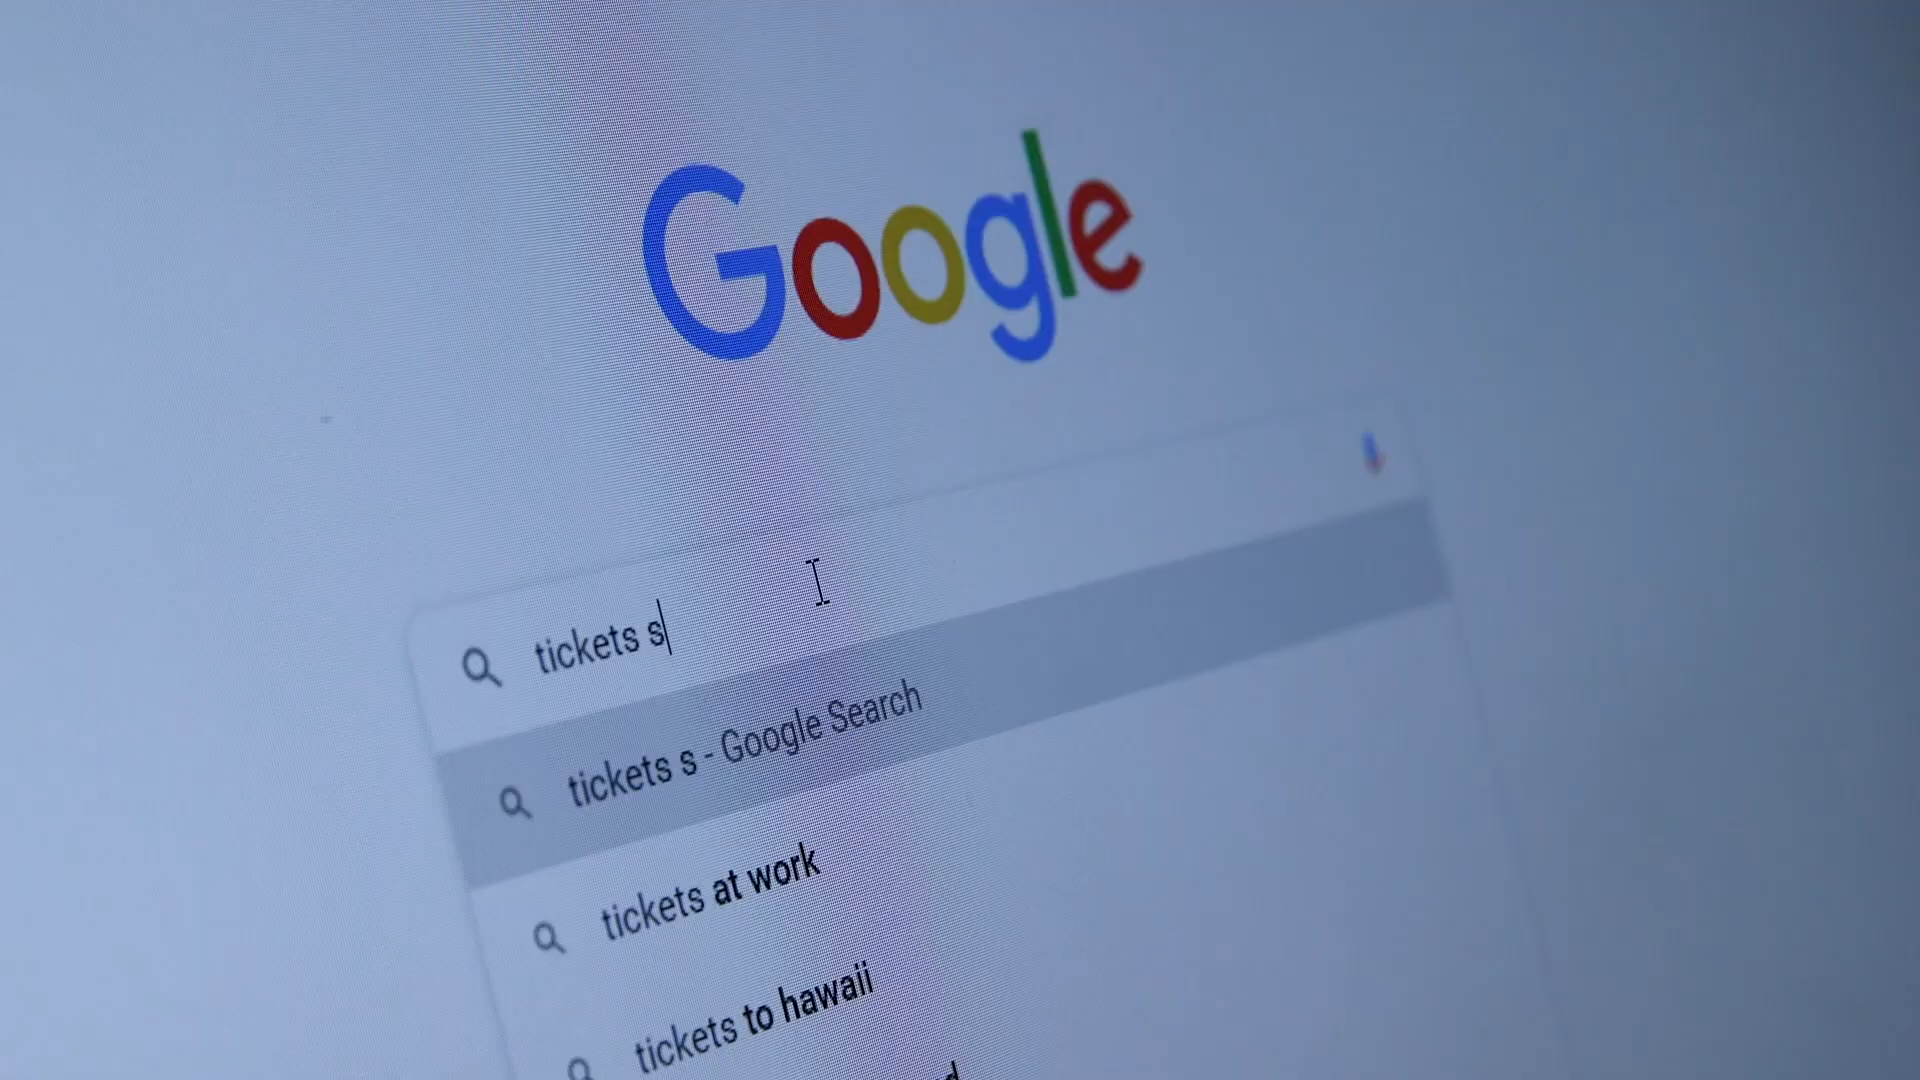 Google
tickets s
tickets s - Google Search
tickets at work
tickets to hawaii